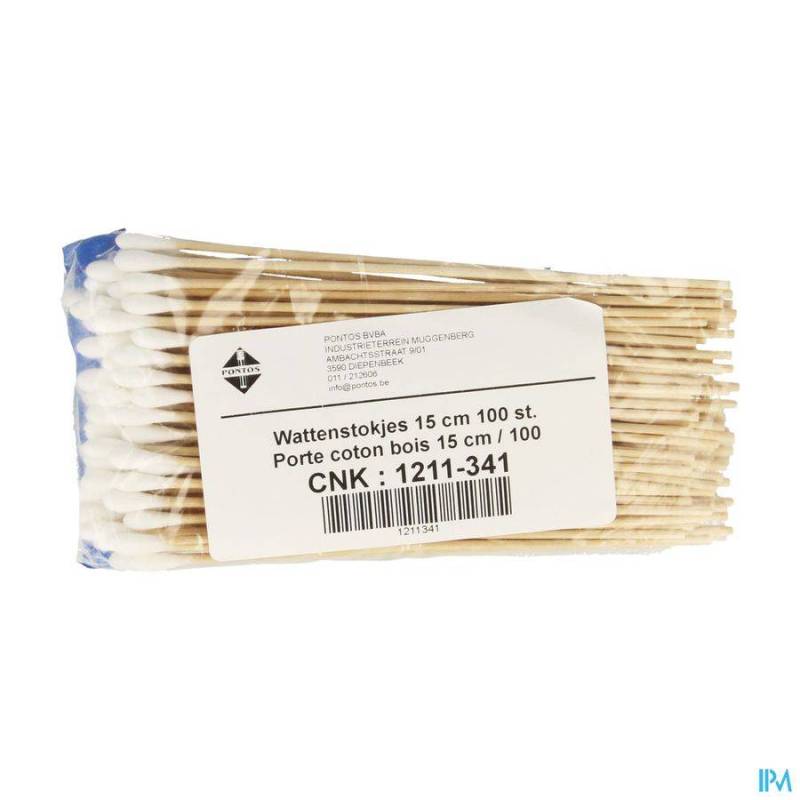 PONTOS
PONTOS BVBA
INDUSTRIETERREIN MUGGENBERG
AMBACHTSSTRAAT 9/01
3590 DIEPENBEEK
011 / 212606
info@pontos.be
Wattenstokjes 15 cm 100 st.
Porte coton bois 15 cm / 100
CNK : 1211-341
1211341
IPM